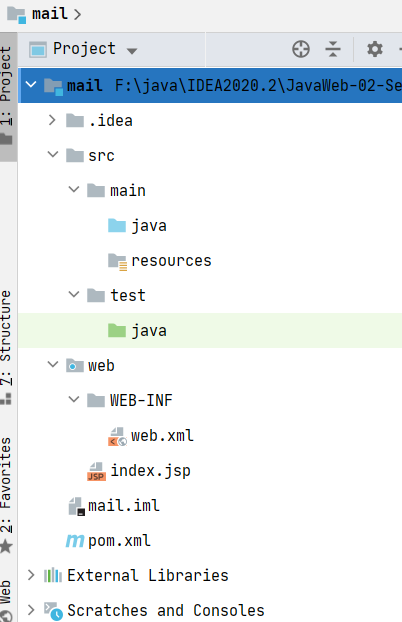 mail
Project
mail F:\java\IDEA2020.2\JavaWeb-02-Se
.idea
src
main
java
resources
test
java
web
WEB-INF
web.xml
JSP index.jsp
mail.iml
m pom.xml
External Libraries
Scratches and Consoles
1: Project
7: Structure
2: Favorites
Web